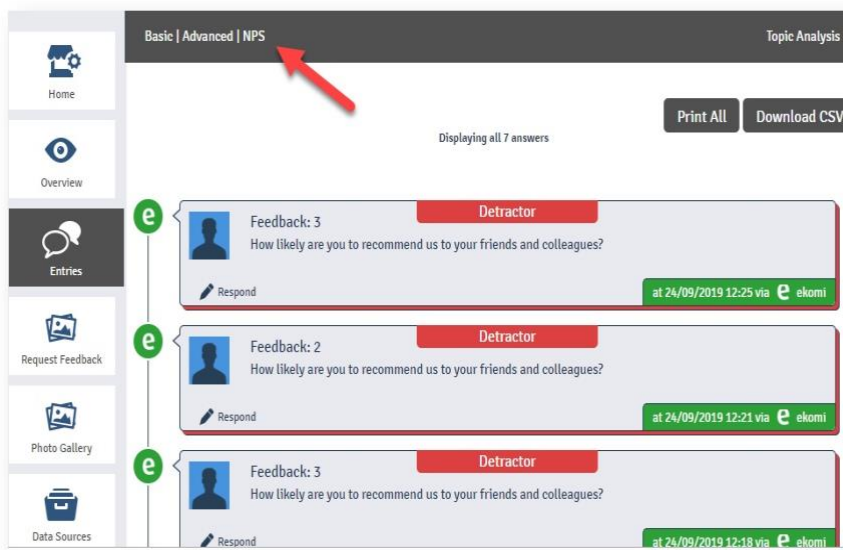 Basic | Advanced | NPS
Topic Analysis
Home
Overview
Entries
Request Feedback
Photo Gallery
Data Sources
Print All
Download CSV
Displaying all 7 answers
e
Detractor
Feedback: 3
How likely are you to recommend us to your friends and colleagues?
Respond
at 24/09/2019 12:25 via e ekomi
e
Detractor
Feedback: 2
How likely are you to recommend us to your friends and colleagues?
Respond
at 24/09/2019 12:21 via e ekomi
e
Detractor
Feedback: 3
How likely are you to recommend us to your friends and colleagues?
Respond
at 24/09/2019 12:18 via e ekomi